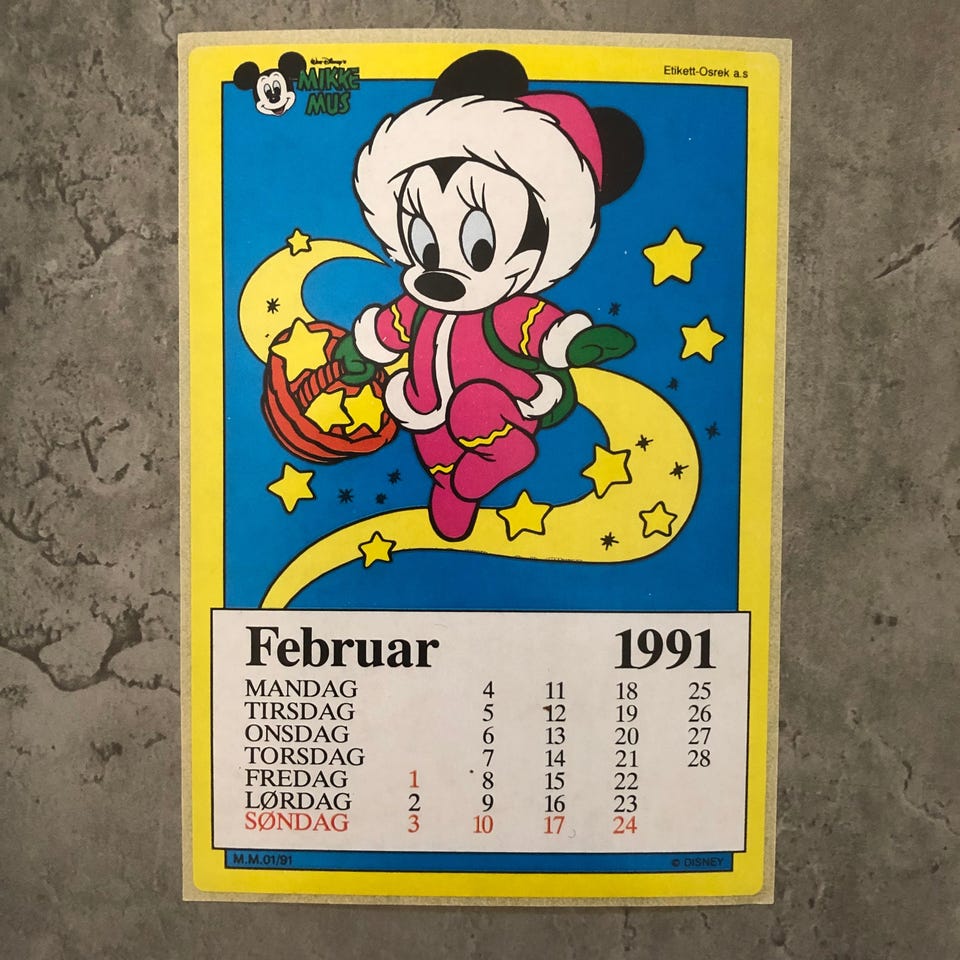 Walt Disney's
MIKKE
MUS
Etikett-Osrek a.s
Februar 1991
MANDAG 4 11 18 25
TIRSDAG 5 12 19 26
ONSDAG 6 13 20 27
TORSDAG 7 14 21 28
FREDAG 1 8 15 22
LØRDAG 2 9 16 23
SØNDAG 3 10 17 24
M.M.01/91 © DISNEY